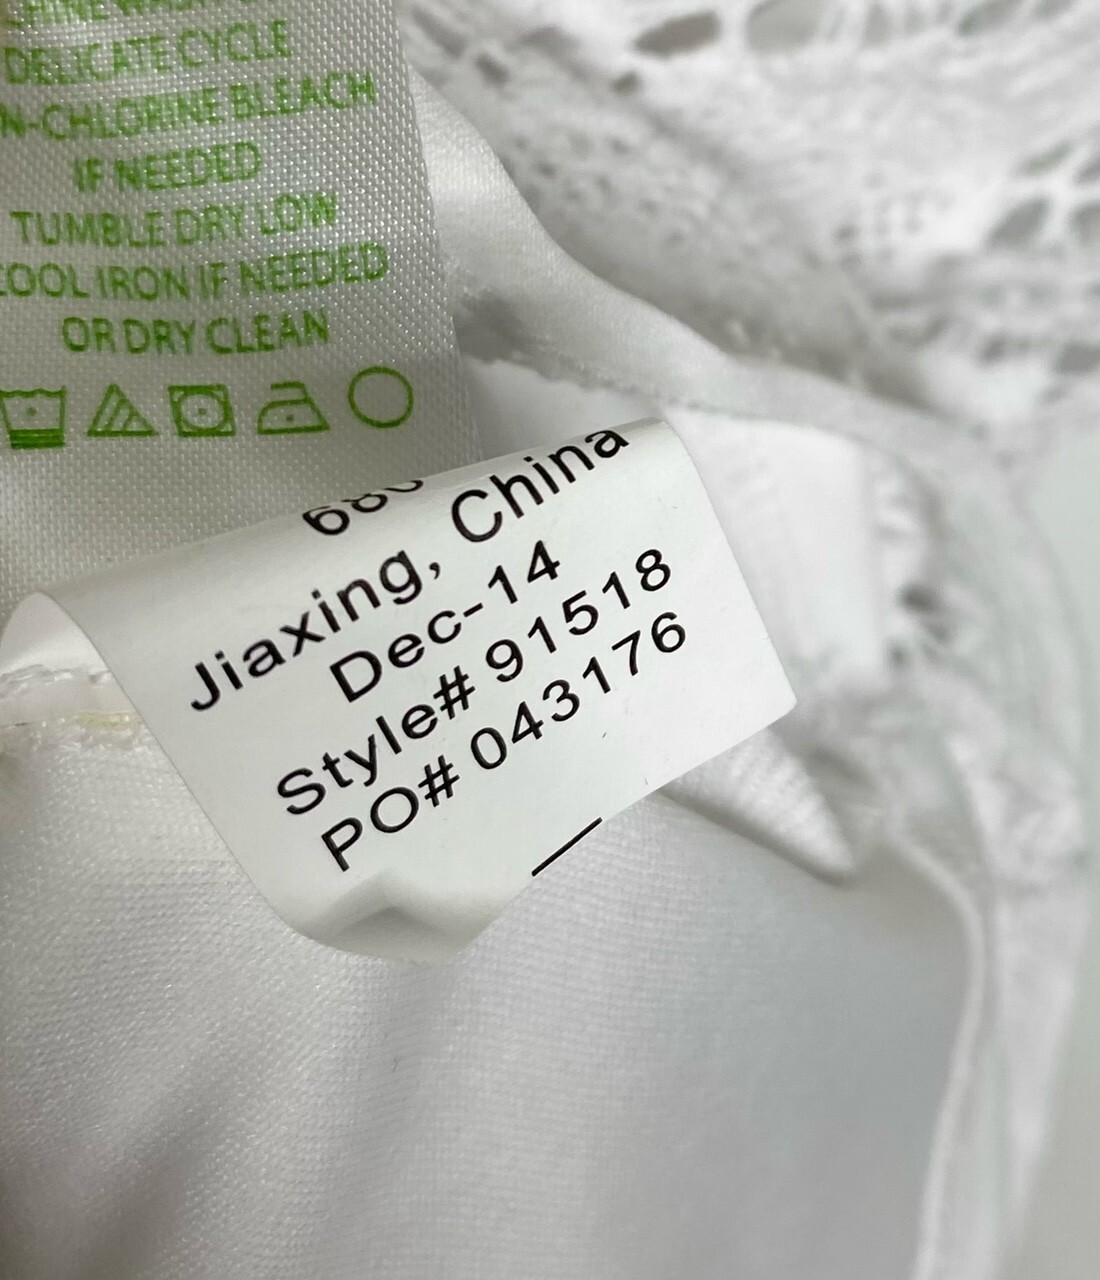 DELICATE CYCLE
N-CHLORINE BLEACH
IF NEEDED
TUMBLE DRY LOW
COOL IRON IF NEEDED
OR DRY CLEAN
Jiaxing, China
Dec-14
Style# 91518
PO# 043176